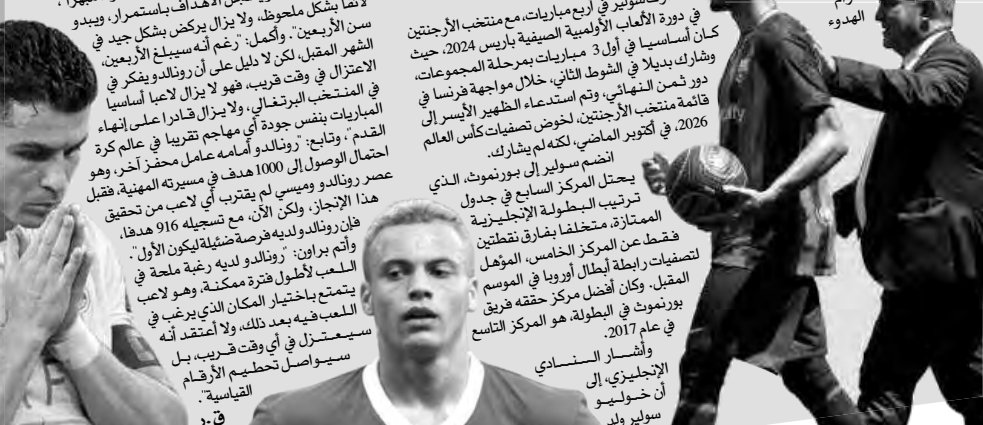 الهدوء
في أربع مباريات، مع منتخب الأرجنتين
في دورة الألعاب الأولمبية الصيفية باريس 2024، حيث
كان أساسيا في أول 3 مباريات بمرحلة المجموعات،
وشارك بديلا في الشوط الثاني، خلال مواجهة فرنسا في
دور ثمن النهائي، وتم استدعاء الظهير الأيسر إلى
قائمة منتخب الأرجنتين، لخوض تصفيات كأس العالم
2026، في أكتوبر الماضي، لكنه لم يشارك.
انضم سولير إلى بورنموث، الذي
يحتل المركز السابع في جدول
ترتيب البطولة الإنجليزية
الممتازة، متخلفا بفارق نقطتين
فقط عن المركز الخامس، المؤهل
لتصفيات رابطة أبطال أوروبا في الموسم
المقبل. وكان أفضل مركز حققه فريق
بورنموث في البطولة، هو المركز التاسع
في عام 2017.
وأشار النادي
الإنجليزي، إلى
أن خوليو
سولير ولد
الأهداف باستمرار، ويبدو
لائقا بشكل ملحوظ، ولا يزال يركض بشكل جيد في
سن الأربعين". وأكمل: "رغم أنه سيبلغ الأربعين،
الشهر المقبل، لكن لا دليل على أن رونالدو يفكر في
الاعتزال في وقت قريب، فهو لا يزال لاعبا أساسيا
في المنتخب البرتغالي، ولا يزال قادرا على إنهاء
المباريات بنفس جودة أي مهاجم تقريبا في عالم كرة
القدم"، وتابع: "رونالدو أمامه عامل محفز آخر، وهو
احتمال الوصول إلى 1000 هدف في مسيرته المهنية، فقبل
عصر رونالدو وميسي لم يقترب أي لاعب من تحقيق
هذا الإنجاز، ولكن الآن، مع تسجيله 916 هدفا،
فإن رونالدو لديه فرصة ضئيلة ليكون الأول".
وأتم براون: "رونالدو لديه رغبة ملحة في
اللعب لأطول فترة ممكنة، وهو لاعب
يتمتع باختيار المكان الذي يرغب في
اللعب فيه بعد ذلك، ولا أعتقد أنه
سيعتزل في أي وقت قريب، بل
سيواصل تحطيم الأرقام
القياسية".
ق.ر